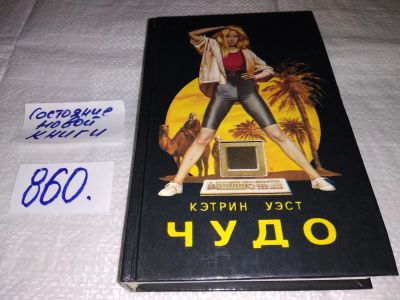 Состояние
новой
книги
860.
КЭТРИН УЭСТ
ЧУДО